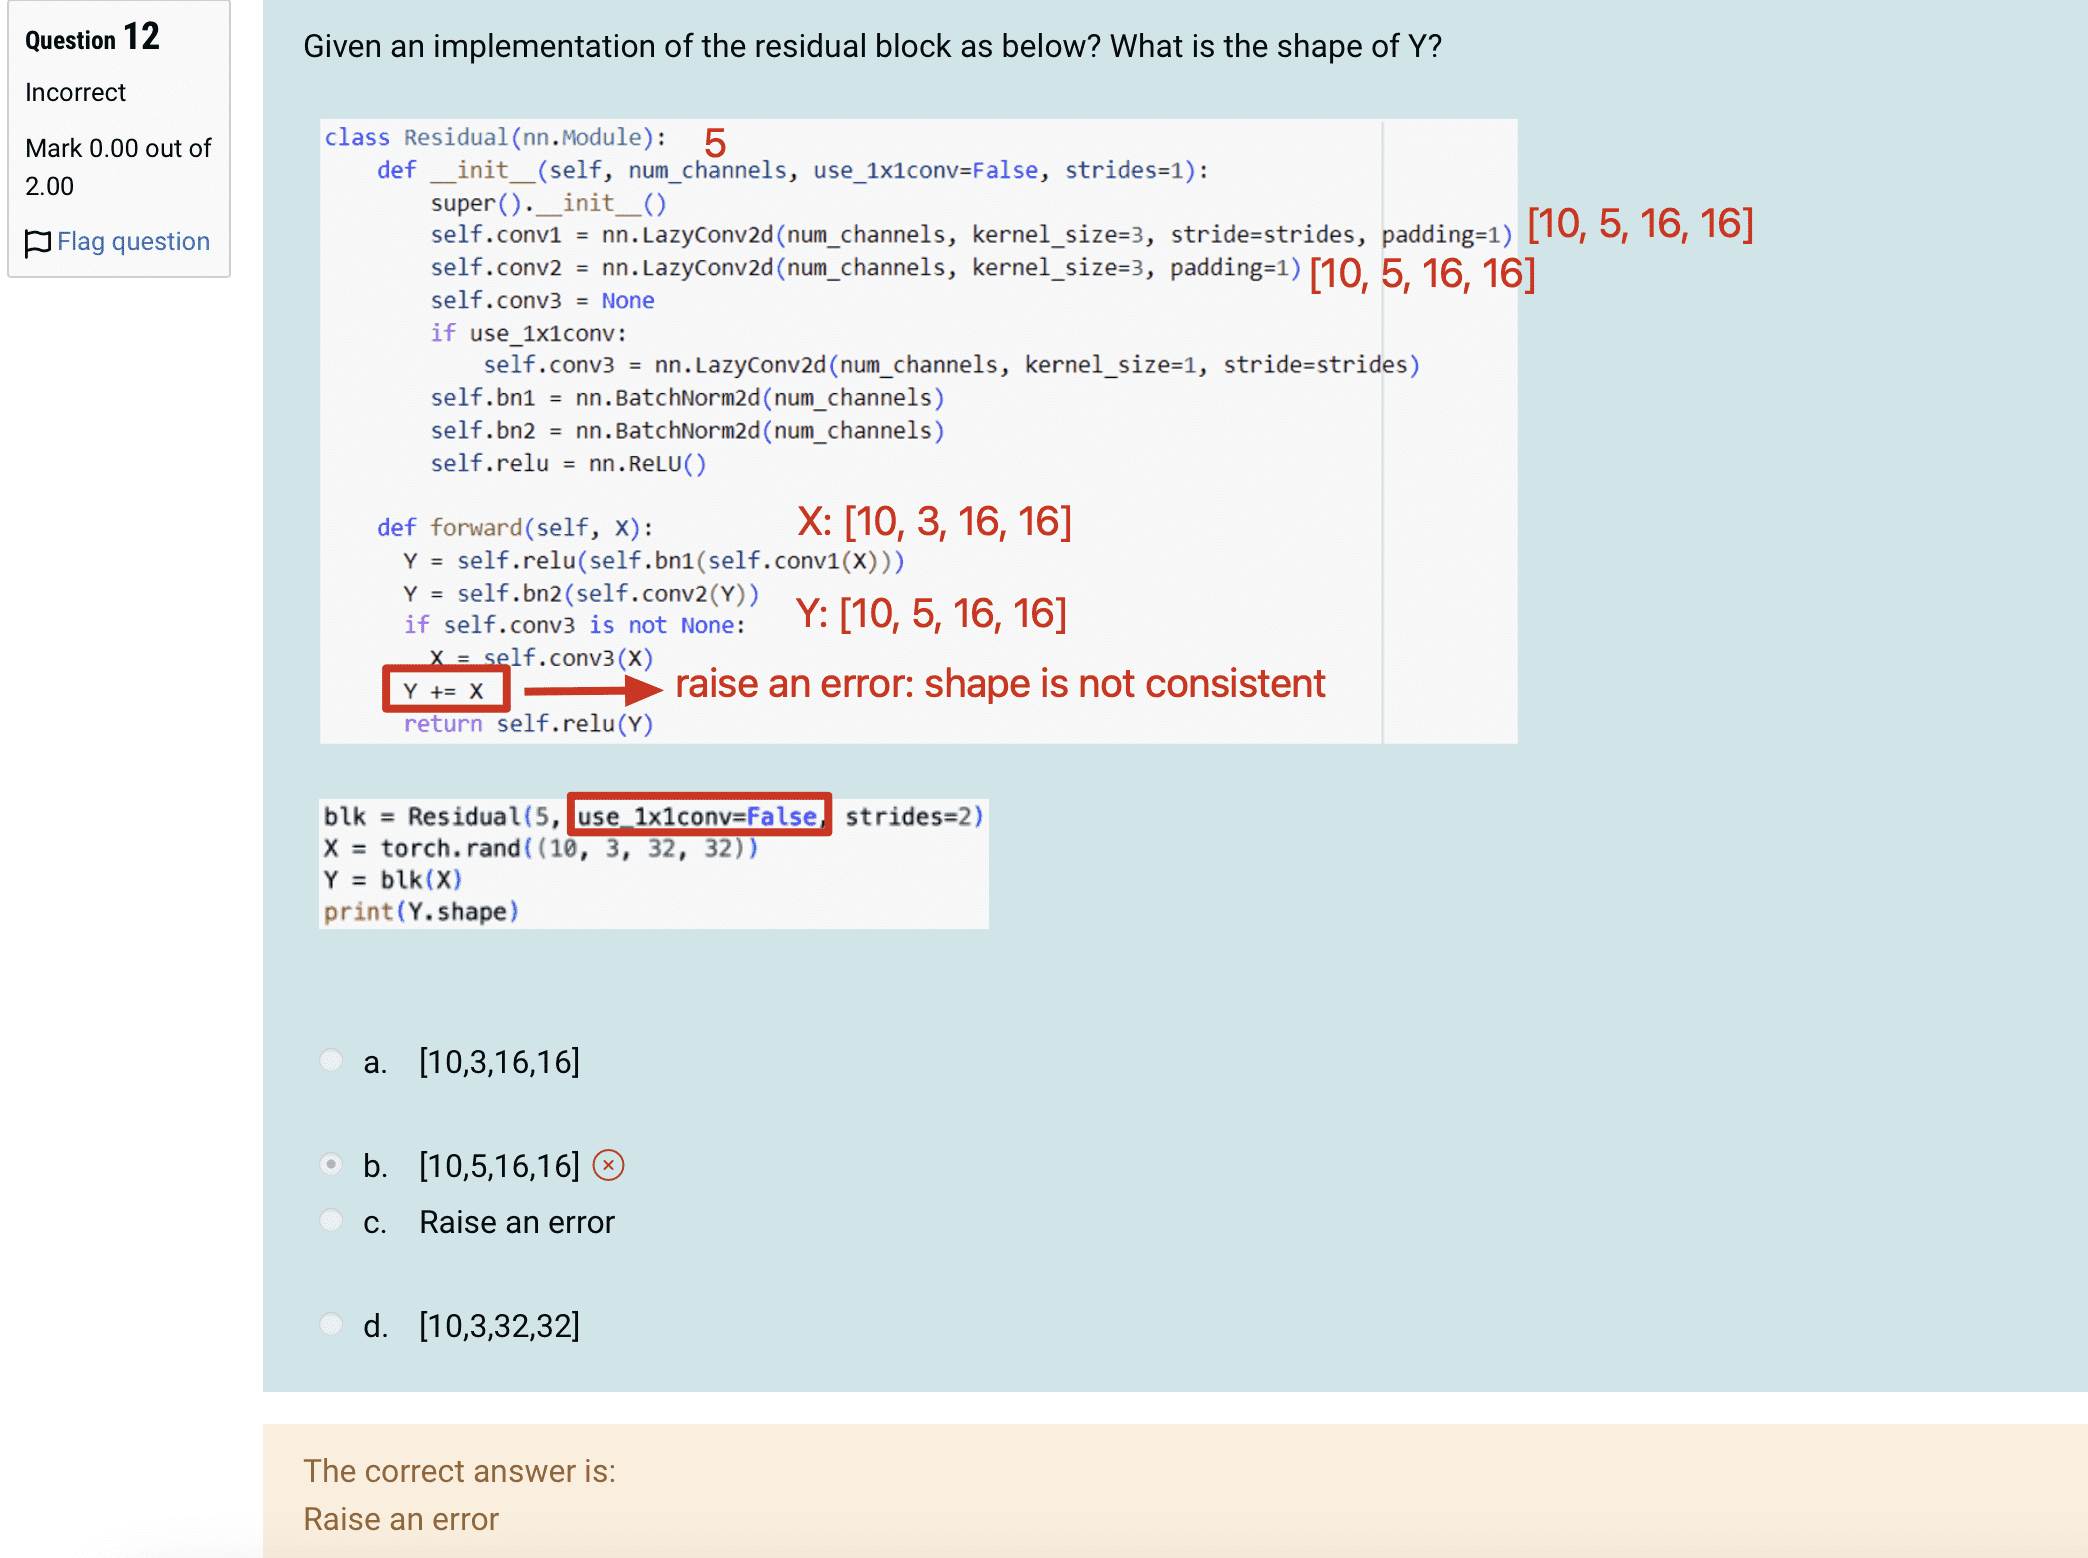 Question 12
Incorrect
Mark 0.00 out of
2.00
Flag question
Given an implementation of the residual block as below? What is the shape of Y?
class Residual(nn.Module):
5
def __init__(self, num_channels, use_1x1conv=False, strides=1):
super().__init__()
self.conv1 = nn.LazyConv2d(num_channels, kernel_size=3, stride=strides, padding=1) [10, 5, 16, 16]
self.conv2 = nn.LazyConv2d(num_channels, kernel_size=3, padding=1) [10, 5, 16, 16]
self.conv3 = None
if use_1x1conv:
self.conv3 = nn.LazyConv2d(num_channels, kernel_size=1, stride=strides)
self.bn1 = nn.BatchNorm2d(num_channels)
self.bn2 = nn.BatchNorm2d(num_channels)
self.relu = nn.ReLU()
def forward(self, X): X: [10, 3, 16, 16]
Y = self.relu(self.bn1(self.conv1(X)))
Y = self.bn2(self.conv2(Y))
Y: [10, 5, 16, 16]
if self.conv3 is not None:
X = self.conv3(X)
Y += X raise an error: shape is not consistent
return self.relu(Y)
blk = Residual(5, use_1x1conv=False, strides=2)
X = torch.rand((10, 3, 32, 32))
Y = blk(X)
print(Y.shape)
a. [10,3,16,16]
b. [10,5,16,16]
c. Raise an error
d. [10,3,32,32]
The correct answer is:
Raise an error